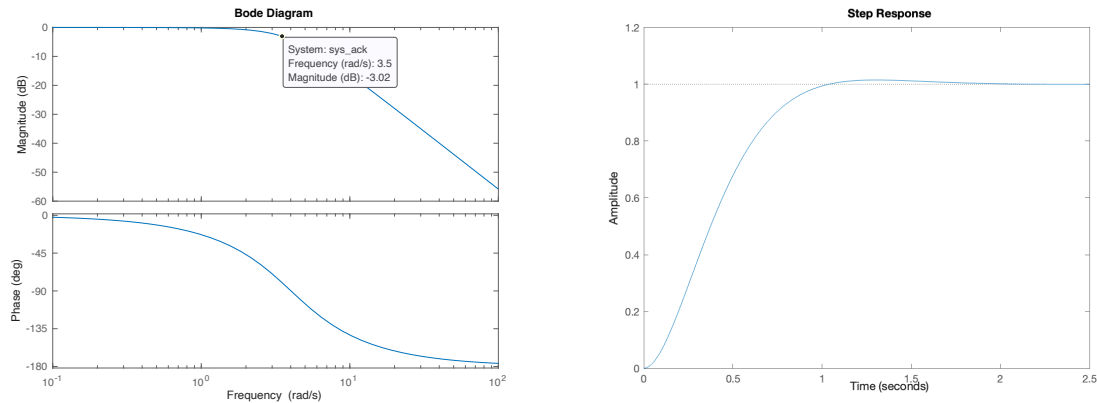 Bode Diagram
Magnitude (dB)
0
-10
-20
-30
-40
-50
-60
System: sys_ack
Frequency (rad/s): 3.5
Magnitude (dB): -3.02
Phase (deg)
0
-45
-90
-135
-180
10^-1
10^0
10^1
10^2
Frequency (rad/s)
Step Response
Amplitude
1.2
1
0.8
0.6
0.4
0.2
0
0
0.5
1
1.5
2
2.5
Time (seconds)